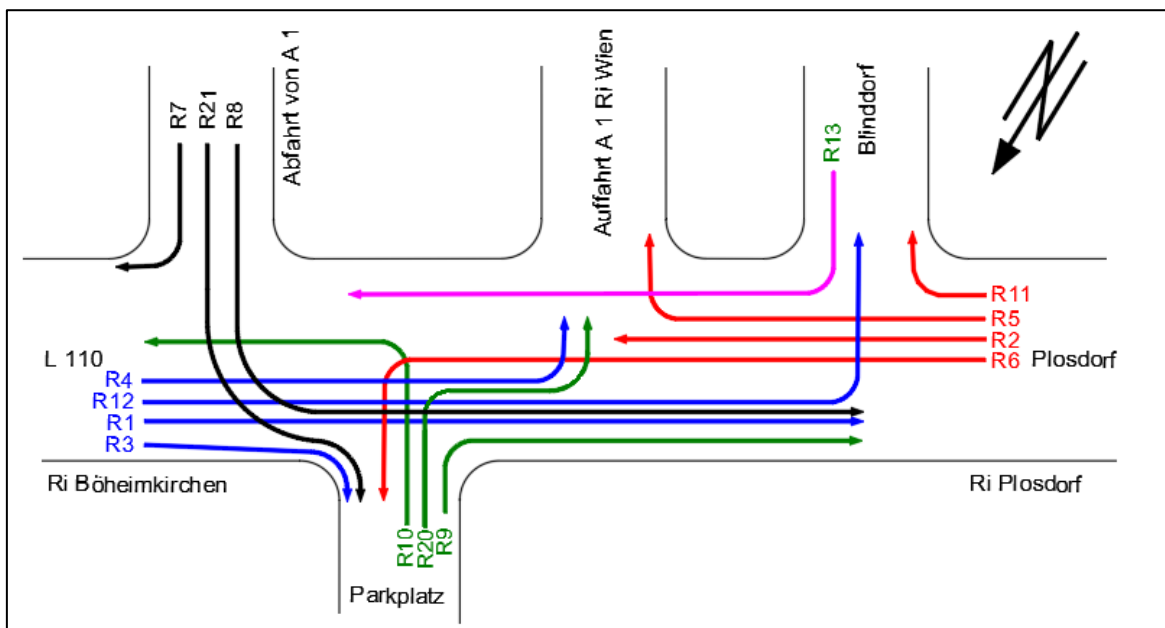 R7
R21
R8
Abfahrt von A 1
Auffahrt A 1 Ri Wien
R13
Blinddorf
R11
R5
R2
R6
Plosdorf
L 110
R4
R12
R1
R3
Ri Böheimkirchen
Ri Plosdorf
R10
R20
R9
Parkplatz